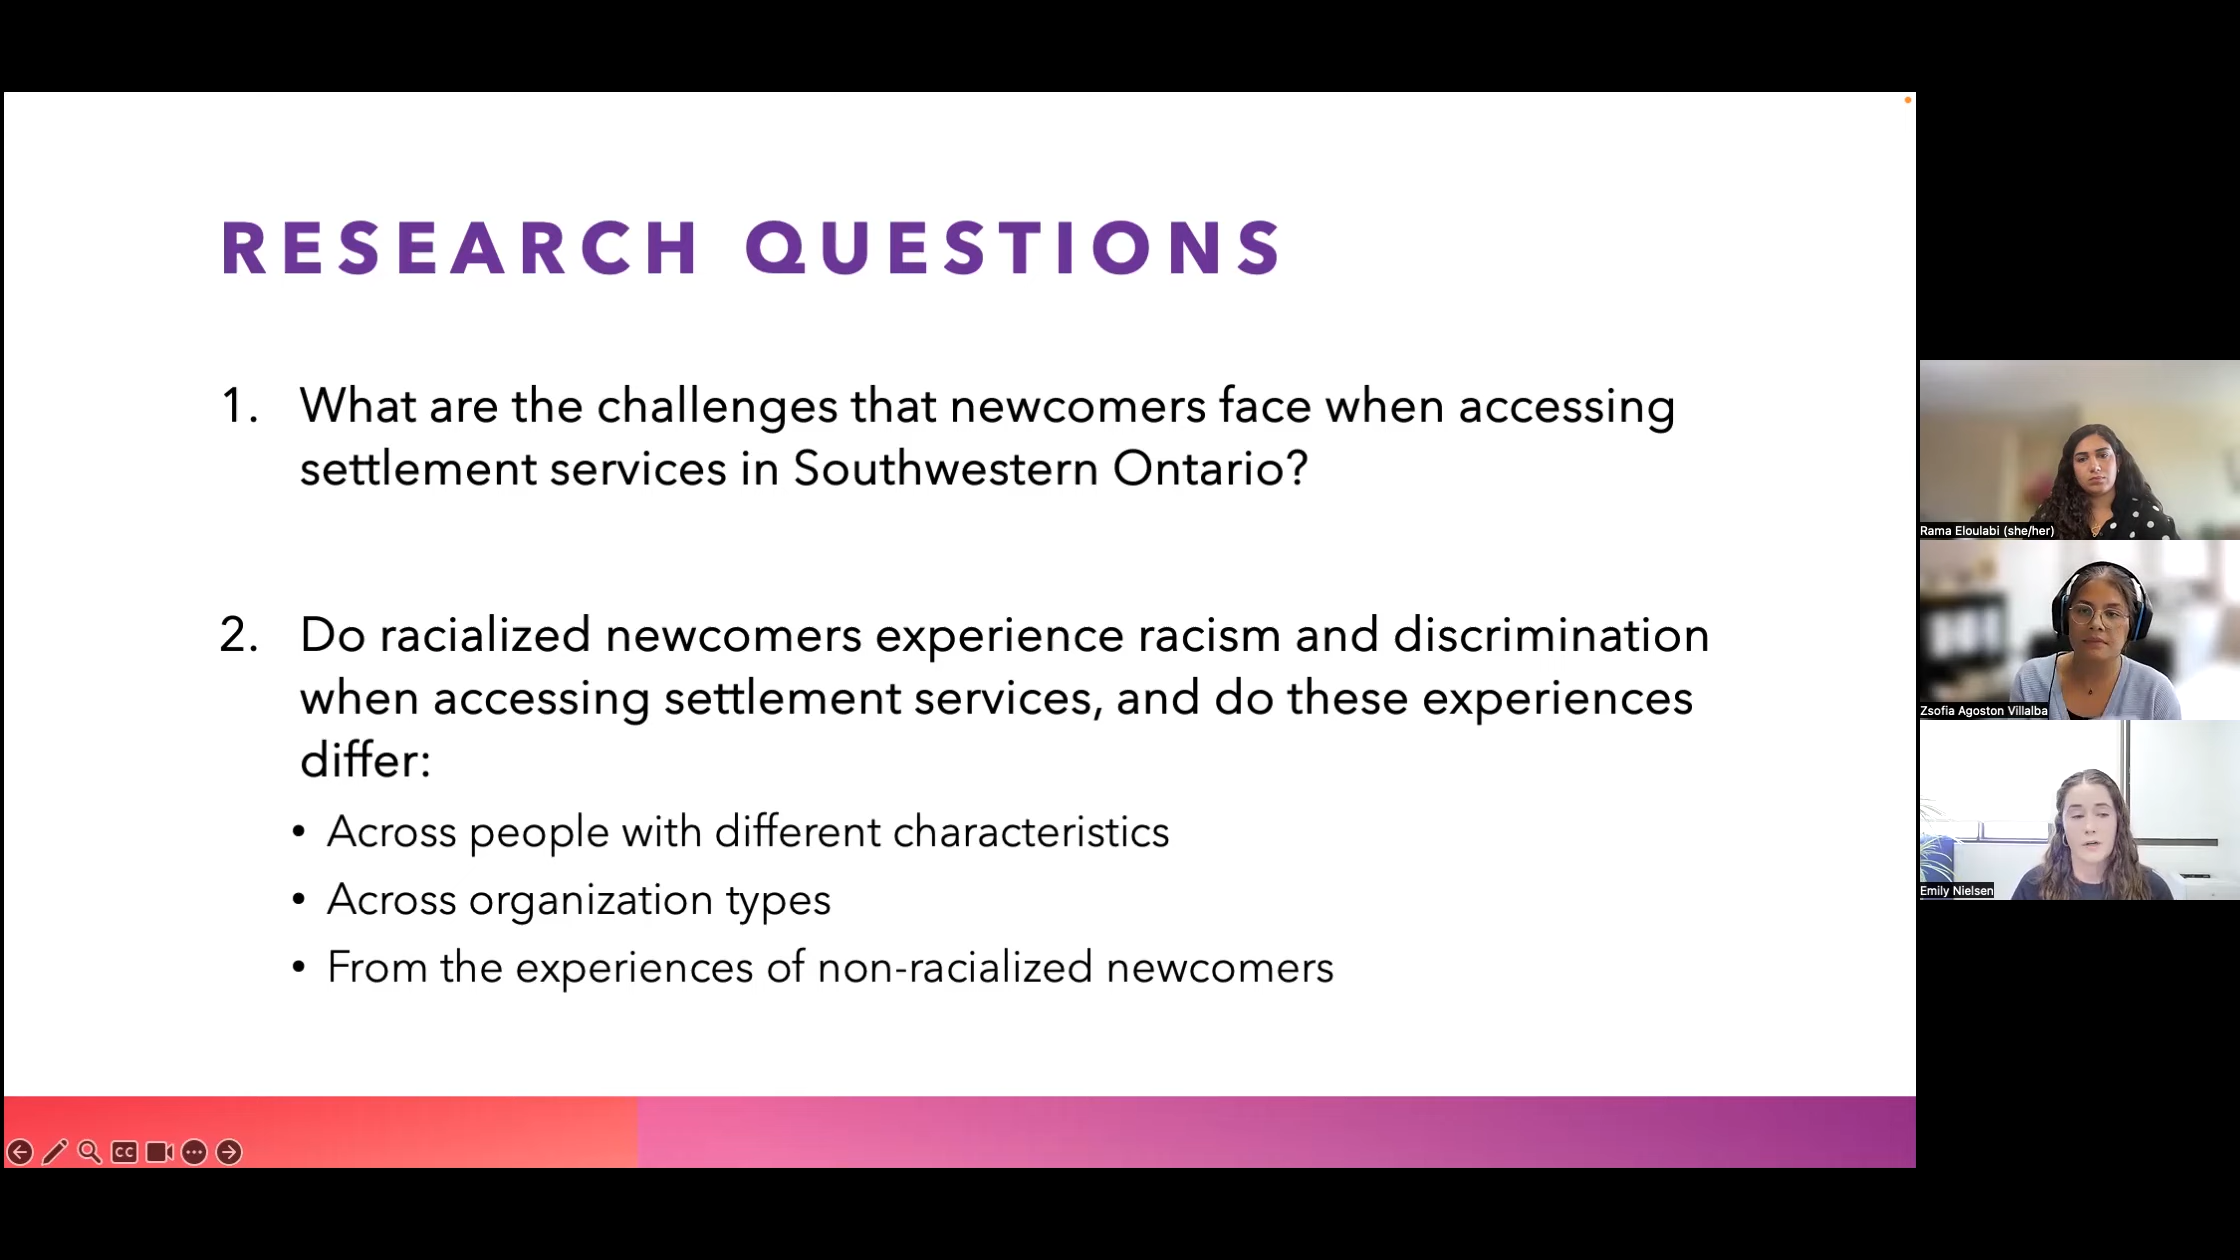 RESEARCH QUESTIONS
1. What are the challenges that newcomers face when accessing
settlement services in Southwestern Ontario?
2. Do racialized newcomers experience racism and discrimination
when accessing settlement services, and do these experiences
differ:
• Across people with different characteristics
• Across organization types
• From the experiences of non-racialized newcomers
CC
Rama Eloulabi (she/her)
Zsofia Agoston Villalba
Emily Nielsen